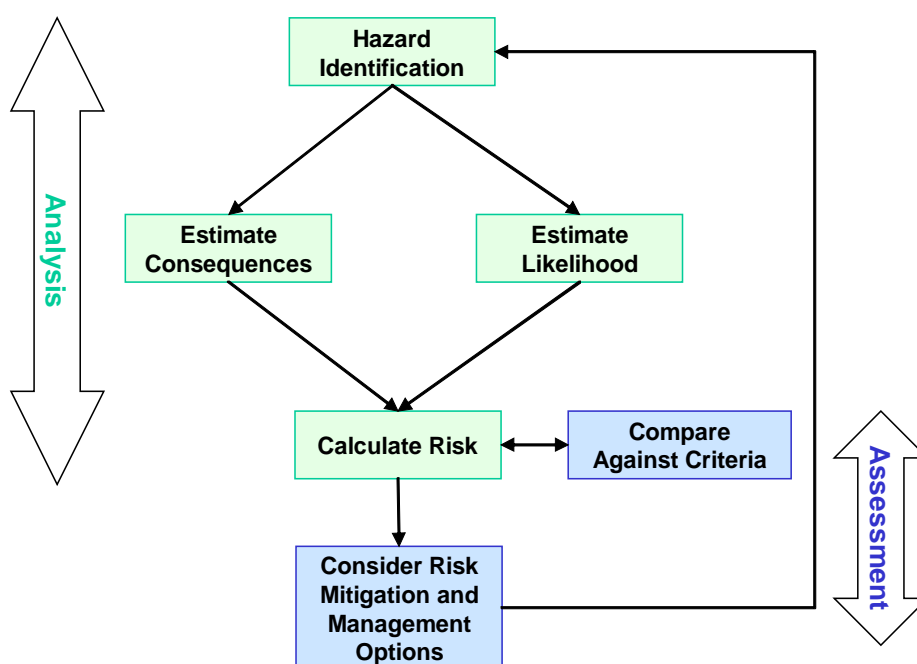 Hazard
Identification
Analysis
Estimate
Consequences
Estimate
Likelihood
Calculate Risk
Compare
Against Criteria
Assessment
Consider Risk
Mitigation and
Management
Options